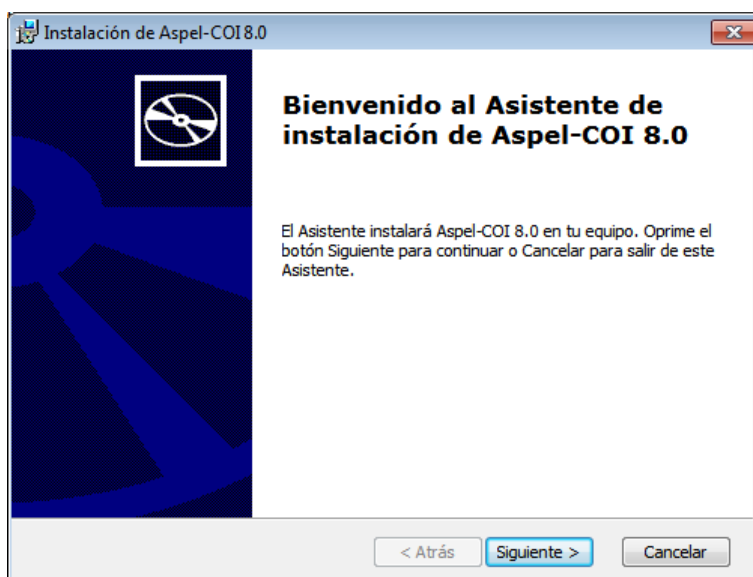 Instalación de Aspel-COI 8.0
Bienvenido al Asistente de
instalación de Aspel-COI 8.0
El Asistente instalará Aspel-COI 8.0 en tu equipo. Oprime el
botón Siguiente para continuar o Cancelar para salir de este
Asistente.
< Atrás
Siguiente >
Cancelar